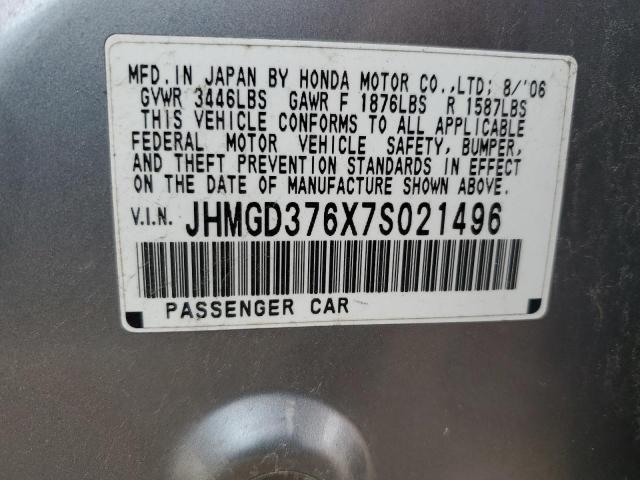 MFD. IN JAPAN BY HONDA MOTOR CO.,LTD; 8/'06
GVWR 3446LBS GAWR F 1876LBS R 1587LBS
THIS VEHICLE CONFORMS TO ALL APPLICABLE
FEDERAL MOTOR VEHICLE SAFETY, BUMPER,
AND THEFT PREVENTION STANDARDS IN EFFECT
ON THE DATE OF MANUFACTURE SHOWN ABOVE.
V.I.N. JHMGD376X7S021496
PASSENGER CAR